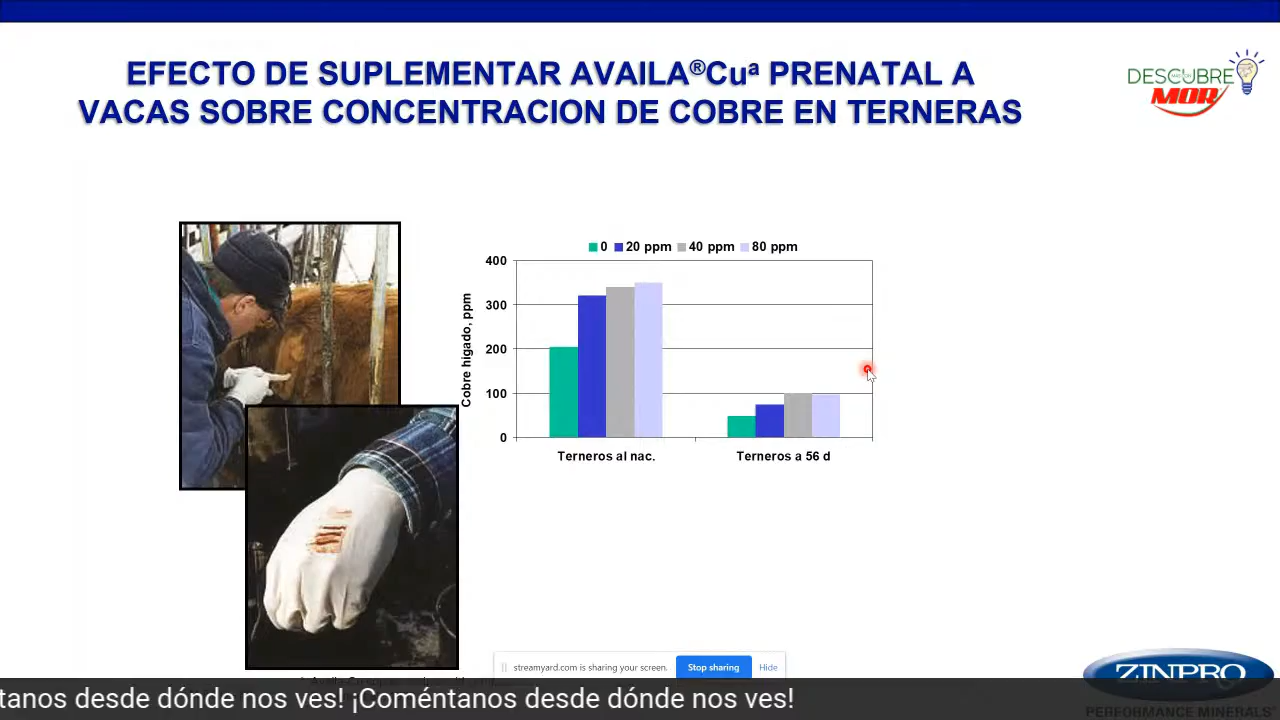 EFECTO DE SUPLEMENTAR AVAILA®Cuª PRENATAL A
VACAS SOBRE CONCENTRACION DE COBRE EN TERNERAS
DESCUBRE
MOR
0 20 ppm 40 ppm 80 ppm
400
300
200
100
0
Cobre hígado, ppm
Terneros al nac.
Terneros a 56 d
streamyard.com is sharing your screen.
Stop sharing
Hide
ZINPRO
PERFORMANCE MINERALS
tanos desde dónde nos ves! ¡Coméntanos desde dónde nos ves!